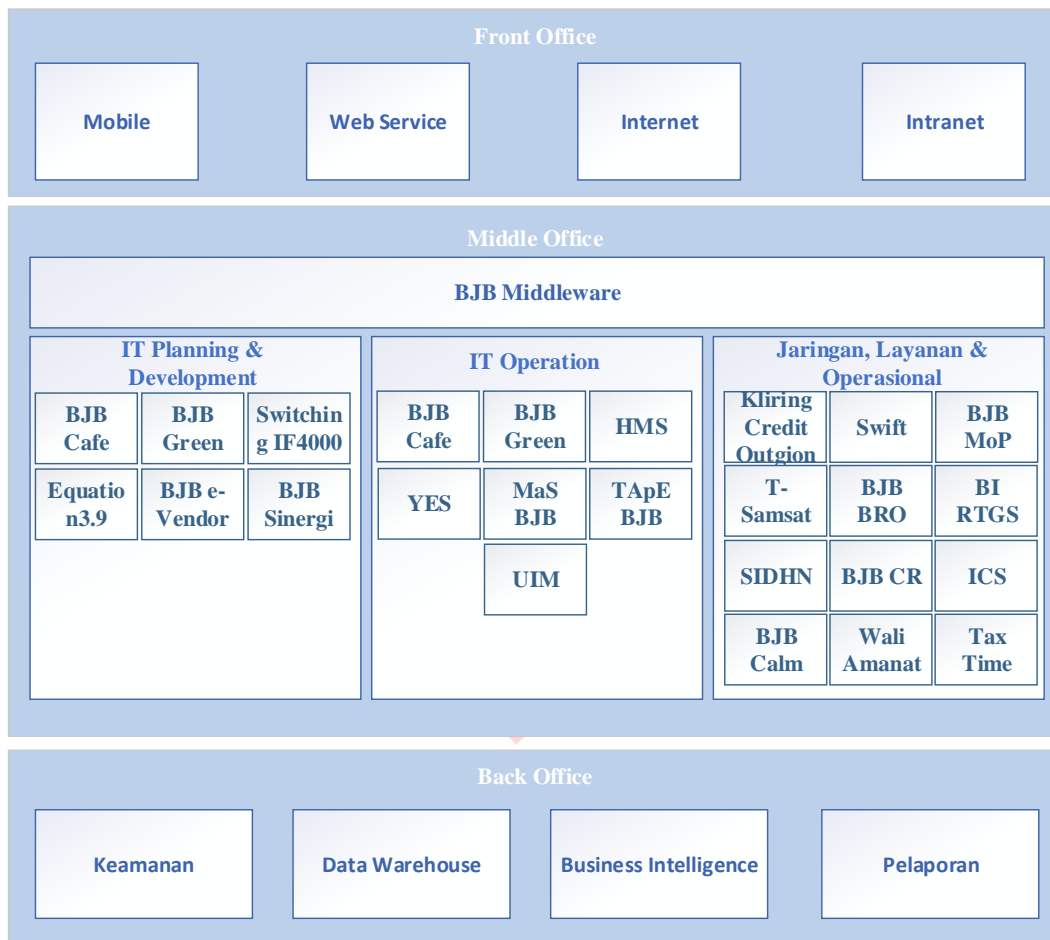 Front Office
Mobile
Web Service
Internet
Intranet
Middle Office
BJB Middleware
IT Planning &
Development
BJB
Cafe
BJB
Green
Switchin
g IF4000
Equatio
n3.9
BJB e-
Vendor
BJB
Sinergi
IT Operation
BJB
Cafe
BJB
Green
HMS
YES
MaS
BJB
TApE
BJB
UIM
Jaringan, Layanan &
Operasional
Kliring
Credit
Outgion
Swift
BJB
MoP
T-
Samsat
BJB
BRO
BI
RTGS
SIDHN
BJB CR
ICS
BJB
Calm
Wali
Amanat
Tax
Time
Back Office
Keamanan
Data Warehouse
Business Intelligence
Pelaporan